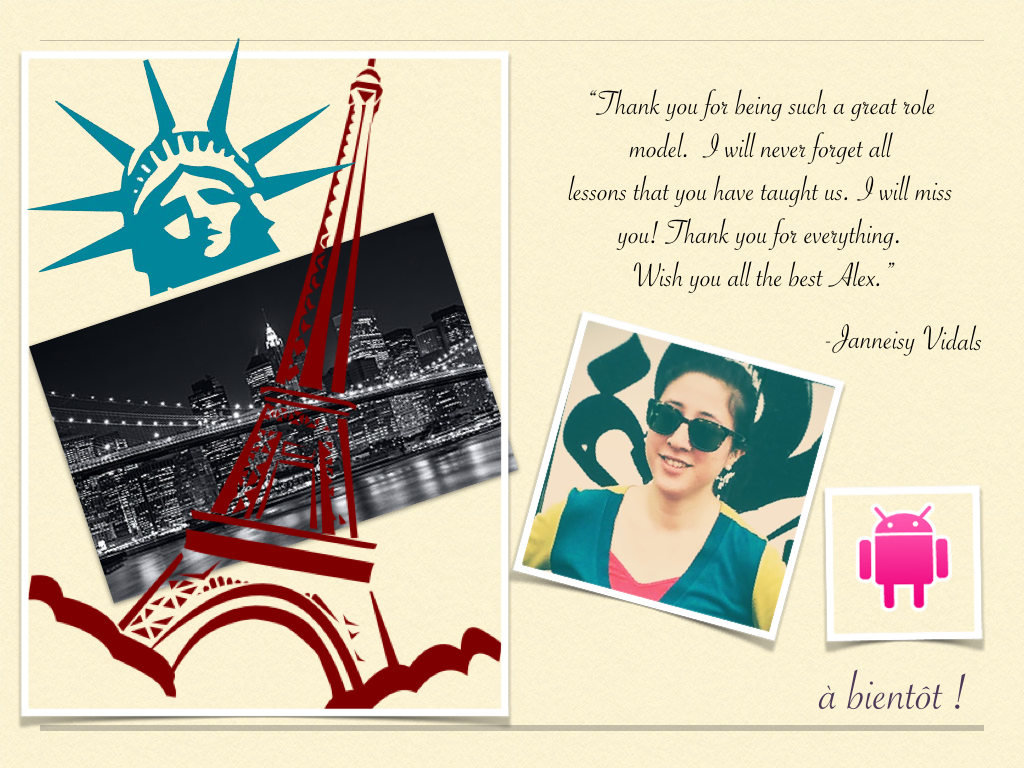 “Thank you for being such a great role
model. I will never forget all
lessons that you have taught us. I will miss
you! Thank you for everything.
Wish you all the best Alex.”
-Janneisy Vidals
à bientôt !